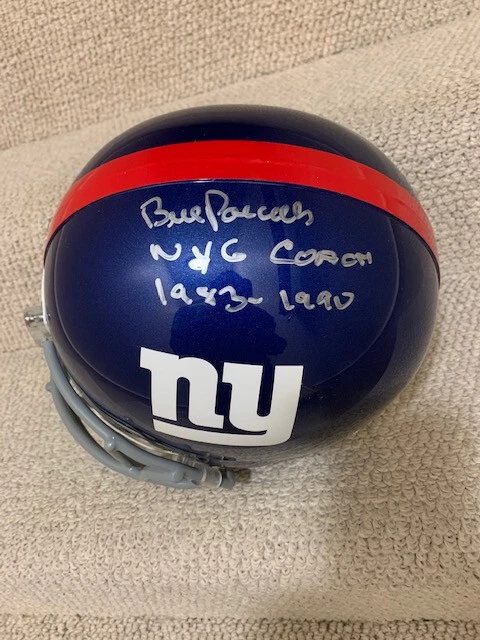 Bill Parcells
NYG COACH
1983-1990
ny